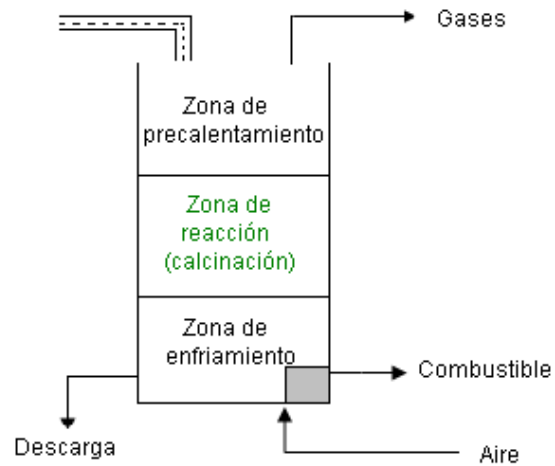 Gases
Zona de
precalentamiento
Zona de
reacción
(calcinación)
Zona de
enfriamiento
Combustible
Descarga
Aire